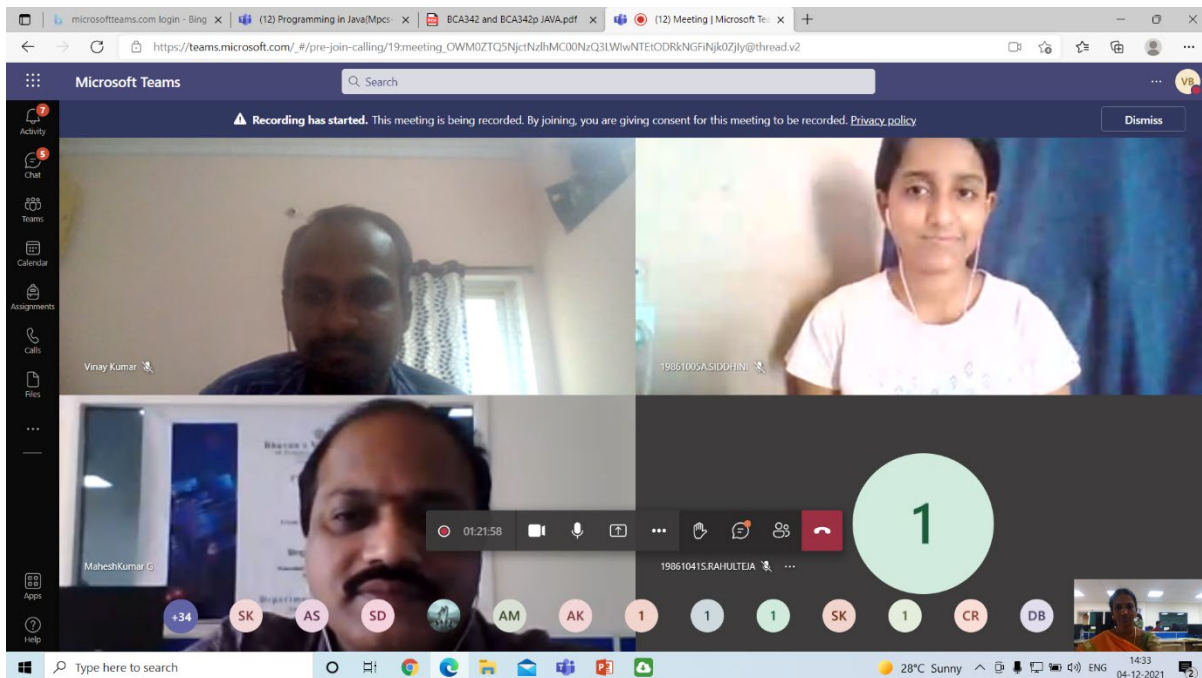 microsoftteams.com login - Bing
(12) Programming in Java(Mpcs-
BCA342 and BCA342p JAVA.pdf
(12) Meeting | Microsoft Tea
https://teams.microsoft.com/_#/pre-join-calling/19:meeting_OWM0ZTQ5NjctNzlhMC00NzQ3LWIwNTEtODRkNGFiNjk0ZjIy@thread.v2
Microsoft Teams
Search
VB
Recording has started. This meeting is being recorded. By joining, you are giving consent for this meeting to be recorded. Privacy policy
Dismiss
7
Activity
5
Chat
Teams
Calendar
Assignments
Calls
Files
Apps
Help
Vinay Kumar
19861005A.SIDDHINI
Bhavan's
MaheshKumar G
01:21:58
1
19861041S.RAHULTEJA
+34
SK
AS
SD
AM
AK
1
1
1
SK
1
CR
DB
Type here to search
28°C Sunny
ENG
14:33
04-12-2021
2